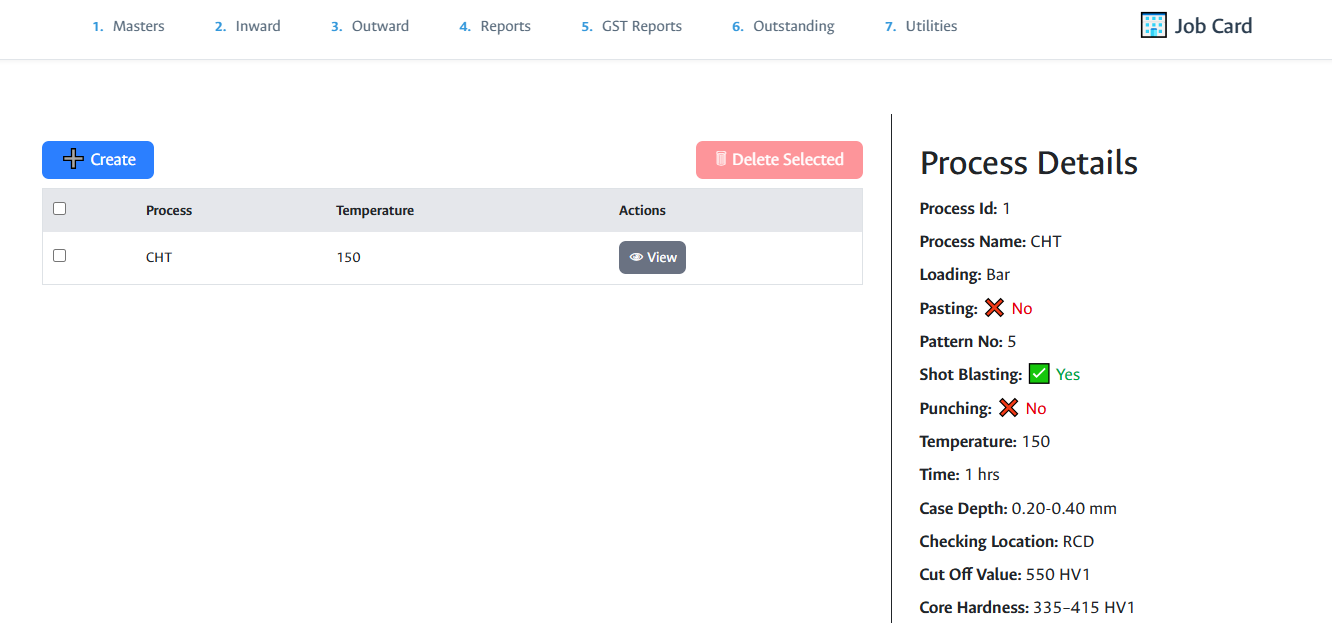 1. Masters 2. Inward 3. Outward 4. Reports 5. GST Reports 6. Outstanding 7. Utilities Job Card
Create Delete Selected
Process Temperature Actions
CHT 150 View
Process Details
Process Id: 1
Process Name: CHT
Loading: Bar
Pasting: ❌ No
Pattern No: 5
Shot Blasting: ✅ Yes
Punching: ❌ No
Temperature: 150
Time: 1 hrs
Case Depth: 0.20-0.40 mm
Checking Location: RCD
Cut Off Value: 550 HV1
Core Hardness: 335–415 HV1